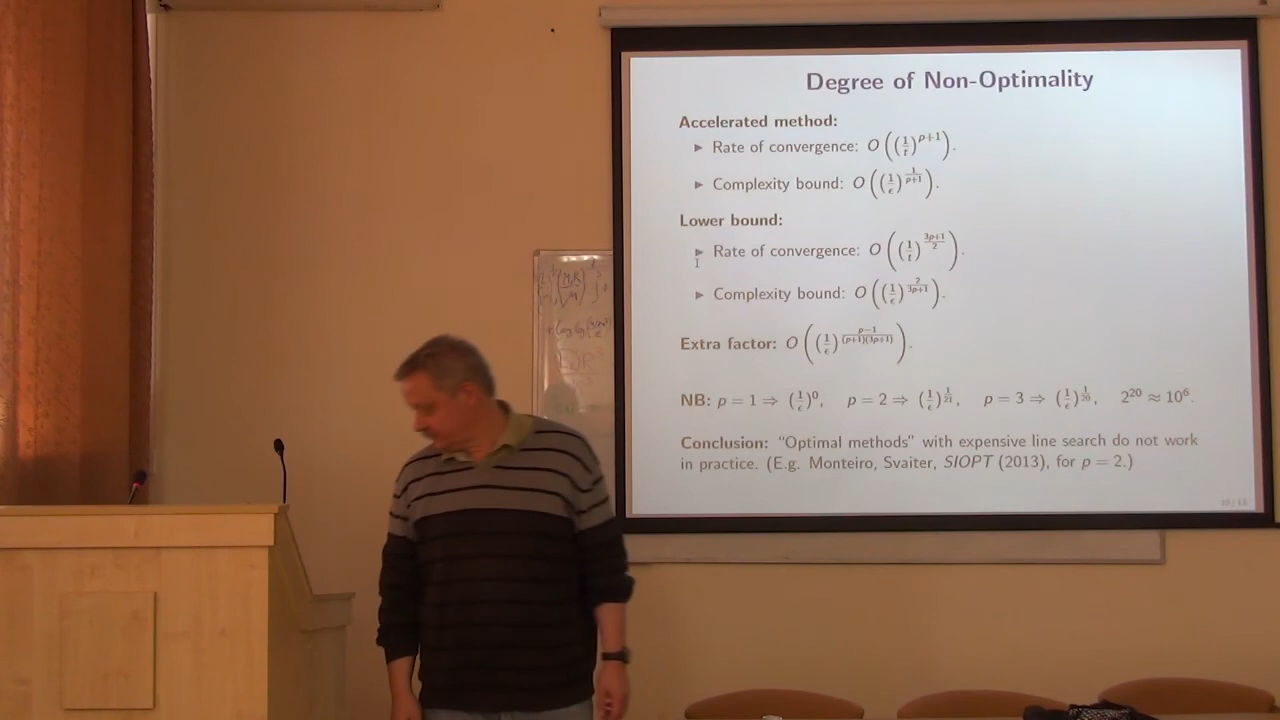 Degree of Non-Optimality
Accelerated method:
► Rate of convergence: O((1/t)^{p+1}).
► Complexity bound: O((1/ϵ)^{1/(p+1)}).
Lower bound:
► Rate of convergence: O((1/t)^{(3p+1)/2}).
► Complexity bound: O((1/ϵ)^{2/(3p+1)}).
Extra factor: O((1/ϵ)^{(p−1)/((p+1)(3p+1))}).
NB: p = 1 ⇒ (1/ϵ)^0, p = 2 ⇒ (1/ϵ)^{1/21}, p = 3 ⇒ (1/ϵ)^{1/20}, 2^{20} ≈ 10^6.
Conclusion: "Optimal methods" with expensive line search do not work
in practice. (E.g. Monteiro, Svaiter, SIOPT (2013), for p = 2.)